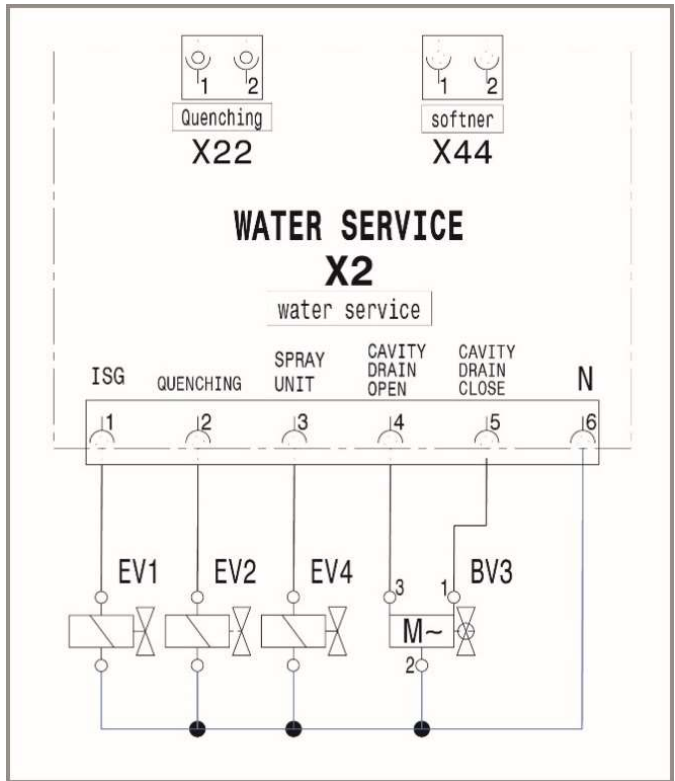 1 2
Quenching
X22
1 2
softner
X44
WATER SERVICE
X2
water service
ISG
QUENCHING
SPRAY
UNIT
CAVITY
DRAIN
OPEN
CAVITY
DRAIN
CLOSE
N
1 2 3 4 5 6
EV1 EV2 EV4 3 1 BV3
M~
2